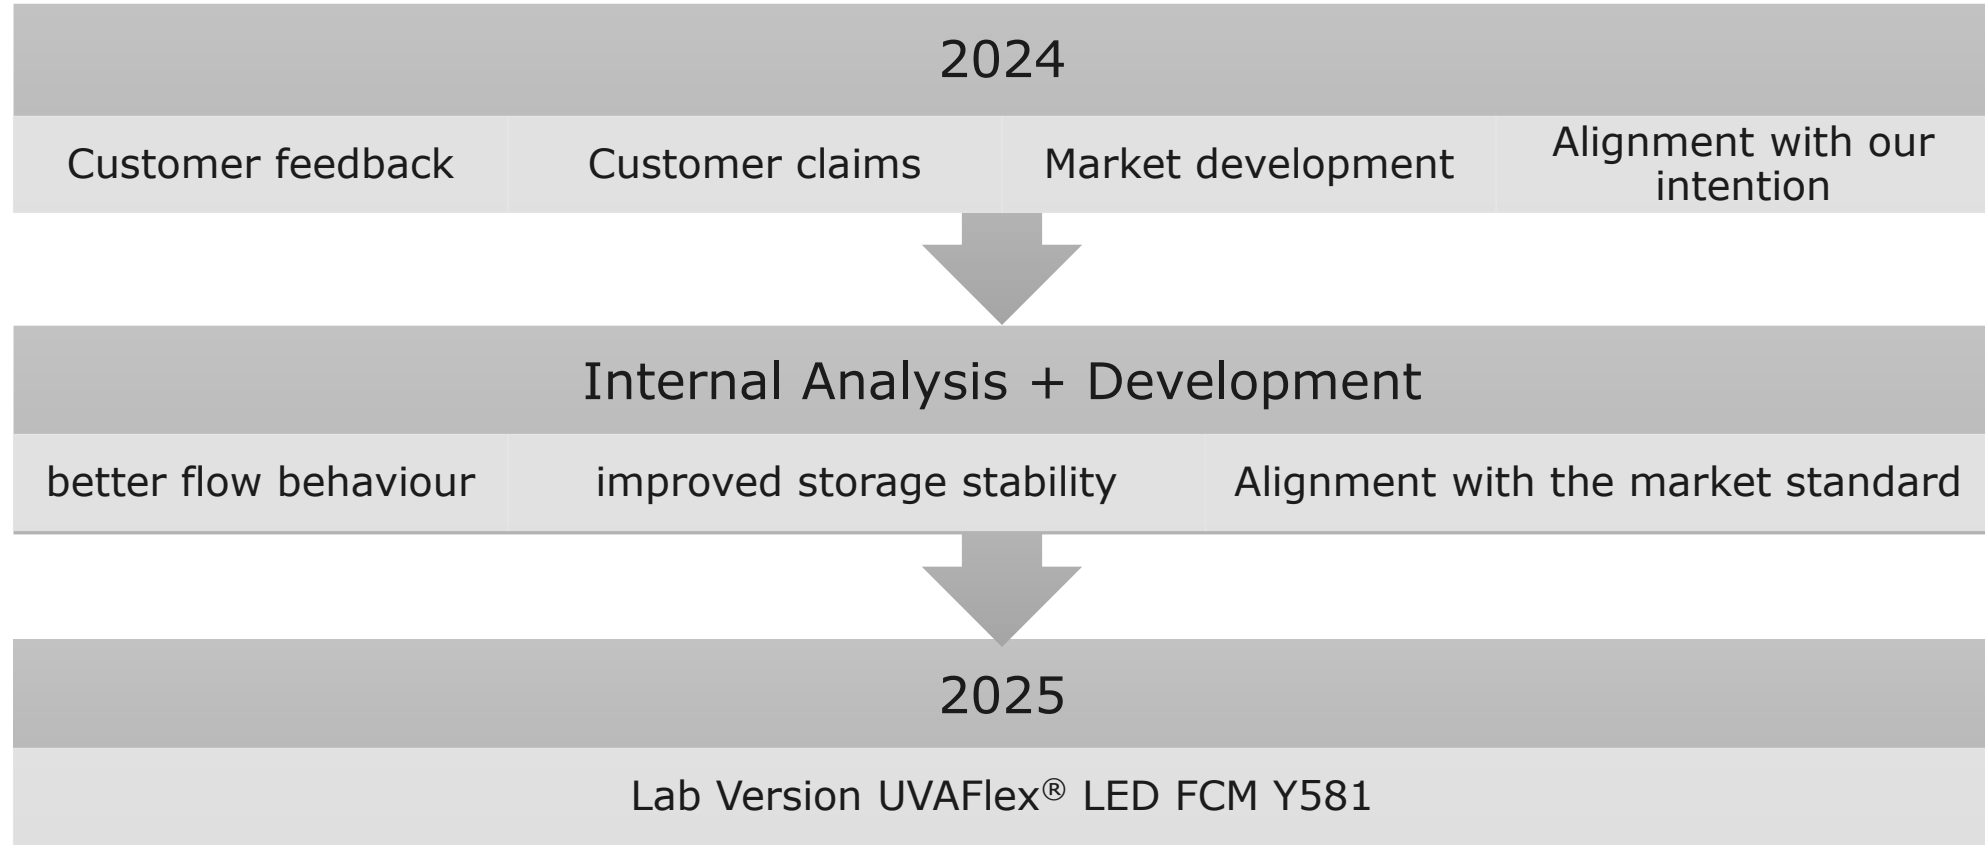 2024
Customer feedback
Customer claims
Market development
Alignment with our
intention
Internal Analysis + Development
better flow behaviour
improved storage stability
Alignment with the market standard
2025
Lab Version UVAFlex® LED FCM Y581